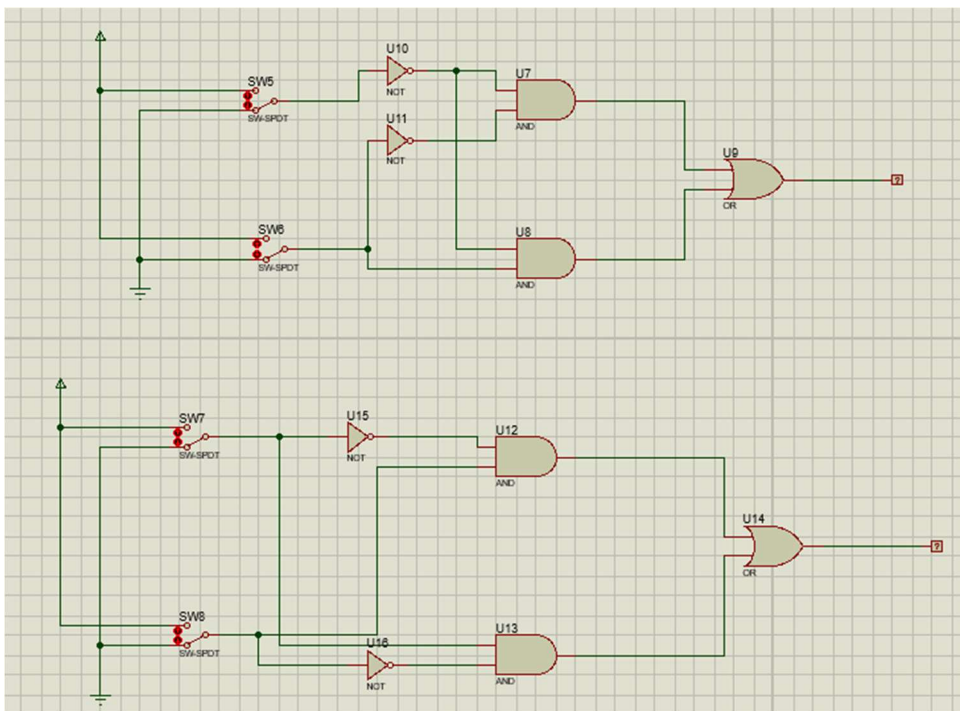 U10
NOT
SW5
SW-SPDT
U7
AND
U11
NOT
U9
OR
?
SW6
SW-SPDT
U8
AND
SW7
SW-SPDT
U15
NOT
U12
AND
U14
OR
?
SW8
SW-SPDT
U16
NOT
U13
AND